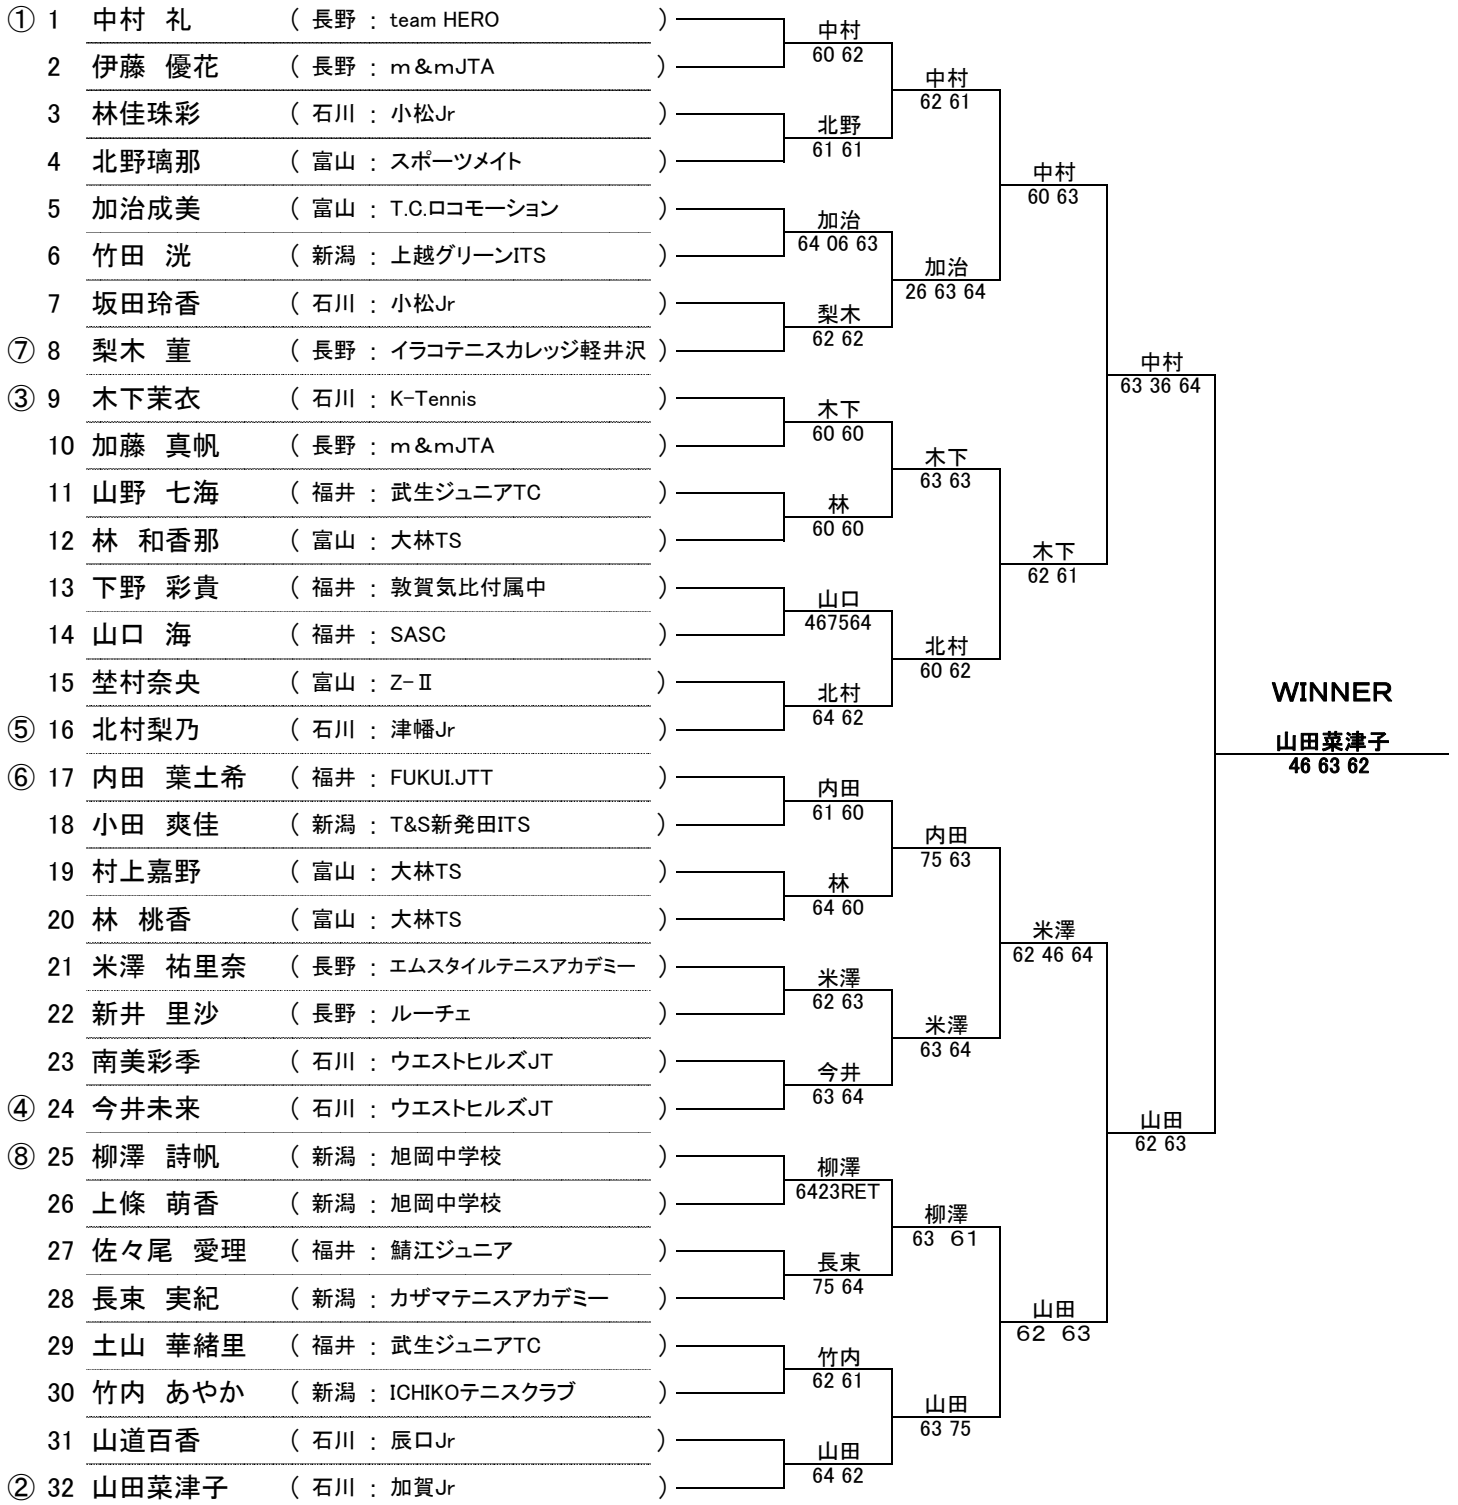 ① 1 中村 礼 ( 長野 : team HERO )
中村
60 62
2 伊藤 優花 ( 長野 : m&mJTA )
中村
62 61
3 林佳珠彩 ( 石川 : 小松Jr )
北野
61 61
4 北野璃那 ( 富山 : スポーツメイト )
中村
60 63
5 加治成美 ( 富山 : T.C.ロコモーション )
加治
64 06 63
6 竹田 洸 ( 新潟 : 上越グリーンITS )
加治
26 63 64
7 坂田玲香 ( 石川 : 小松Jr )
梨木
62 62
⑦ 8 梨木 菫 ( 長野 : イラコテニスカレッジ軽井沢 )
中村
63 36 64
③ 9 木下茉衣 ( 石川 : K-Tennis )
木下
60 60
10 加藤 真帆 ( 長野 : m&mJTA )
木下
63 63
11 山野 七海 ( 福井 : 武生ジュニアTC )
林
60 60
12 林 和香那 ( 富山 : 大林TS )
木下
62 61
13 下野 彩貴 ( 福井 : 敦賀気比付属中 )
山口
467564
14 山口 海 ( 福井 : SASC )
北村
60 62
15 埜村奈央 ( 富山 : Z-Ⅱ )
北村
64 62
WINNER
⑤ 16 北村梨乃 ( 石川 : 津幡Jr )
山田菜津子
46 63 62
⑥ 17 内田 葉土希 ( 福井 : FUKUI.JTT )
内田
61 60
18 小田 爽佳 ( 新潟 : T&S新発田ITS )
内田
75 63
19 村上嘉野 ( 富山 : 大林TS )
林
64 60
20 林 桃香 ( 富山 : 大林TS )
米澤
62 46 64
21 米澤 祐里奈 ( 長野 : エムスタイルテニスアカデミー )
米澤
62 63
22 新井 里沙 ( 長野 : ルーチェ )
米澤
63 64
23 南美彩季 ( 石川 : ウエストヒルズJT )
今井
63 64
④ 24 今井未来 ( 石川 : ウエストヒルズJT )
山田
62 63
⑧ 25 柳澤 詩帆 ( 新潟 : 旭岡中学校 )
柳澤
6423RET
26 上條 萌香 ( 新潟 : 旭岡中学校 )
柳澤
63 61
27 佐々尾 愛理 ( 福井 : 鯖江ジュニア )
長束
75 64
28 長束 実紀 ( 新潟 : カザマテニスアカデミー )
山田
62 63
29 土山 華緒里 ( 福井 : 武生ジュニアTC )
竹内
62 61
30 竹内 あやか ( 新潟 : ICHIKOテニスクラブ )
山田
63 75
31 山道百香 ( 石川 : 辰口Jr )
山田
64 62
② 32 山田菜津子 ( 石川 : 加賀Jr )